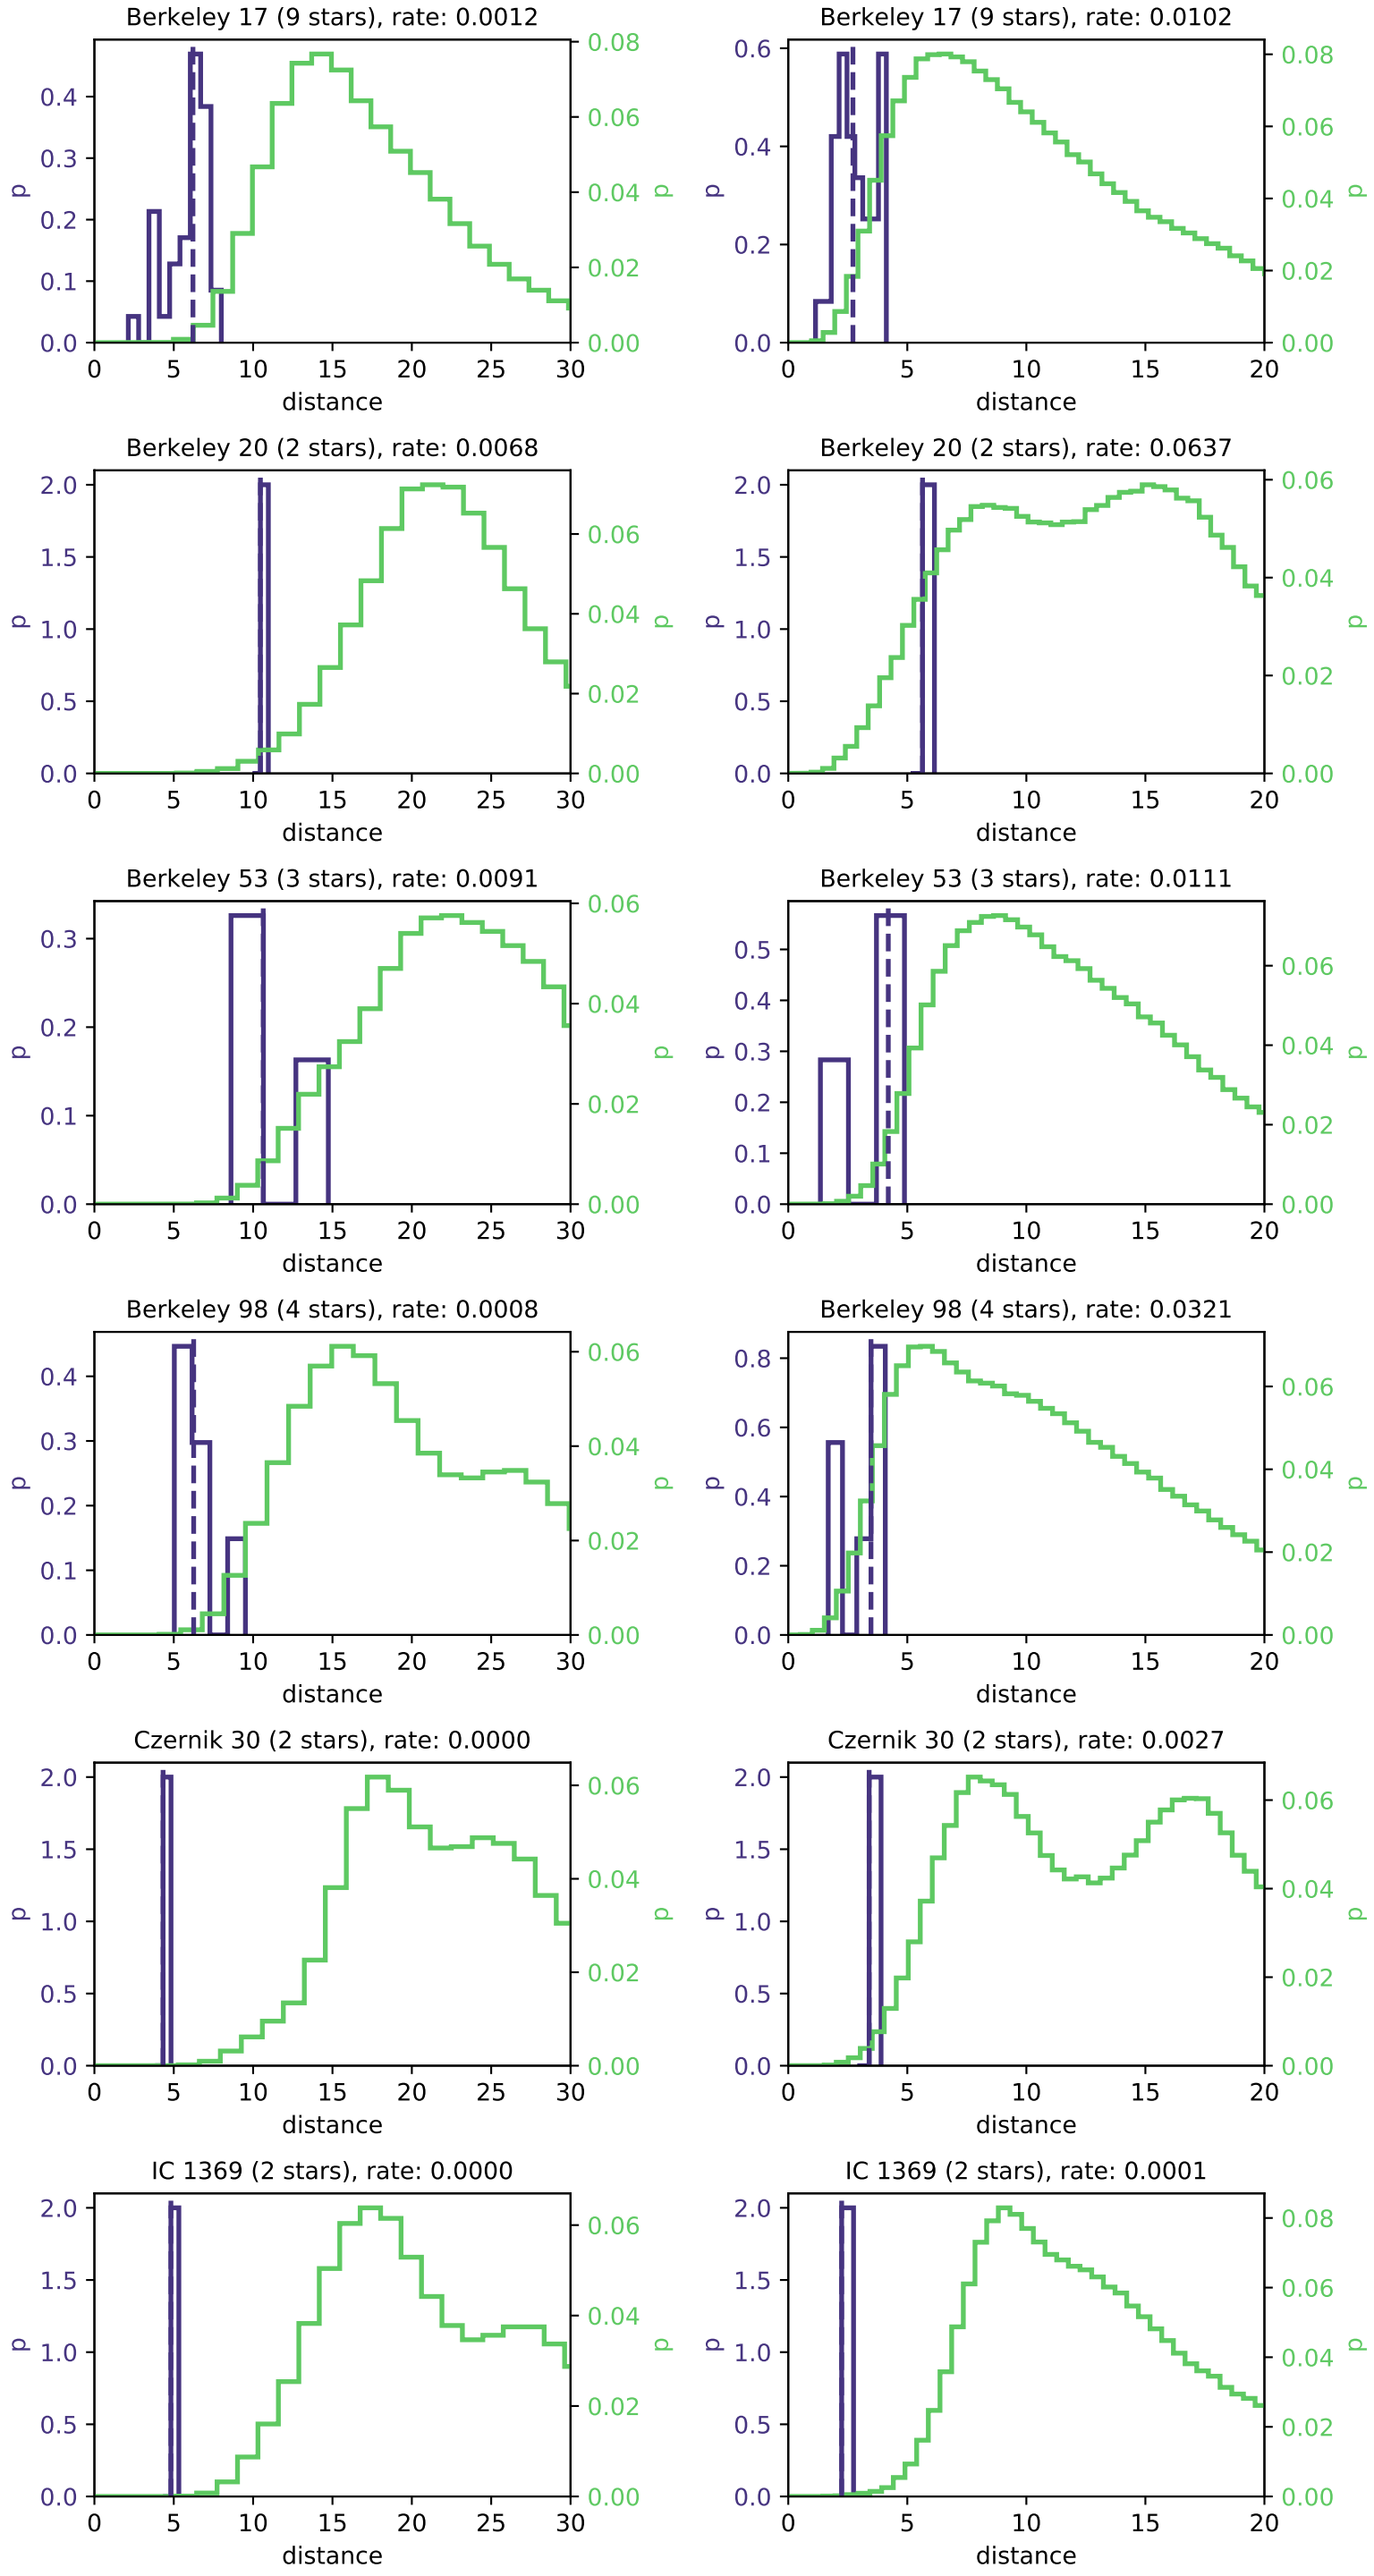 Berkeley 17 (9 stars), rate: 0.0012
p
0.0 0.1 0.2 0.3 0.4
0.00 0.02 0.04 0.06 0.08
p
0 5 10 15 20 25 30
distance
Berkeley 17 (9 stars), rate: 0.0102
p
0.0 0.2 0.4 0.6
0.00 0.02 0.04 0.06 0.08
p
0 5 10 15 20
distance
Berkeley 20 (2 stars), rate: 0.0068
p
0.0 0.5 1.0 1.5 2.0
0.00 0.02 0.04 0.06
p
0 5 10 15 20 25 30
distance
Berkeley 20 (2 stars), rate: 0.0637
p
0.0 0.5 1.0 1.5 2.0
0.00 0.02 0.04 0.06
p
0 5 10 15 20
distance
Berkeley 53 (3 stars), rate: 0.0091
p
0.0 0.1 0.2 0.3
0.00 0.02 0.04 0.06
p
0 5 10 15 20 25 30
distance
Berkeley 53 (3 stars), rate: 0.0111
p
0.0 0.1 0.2 0.3 0.4 0.5
0.00 0.02 0.04 0.06
p
0 5 10 15 20
distance
Berkeley 98 (4 stars), rate: 0.0008
p
0.0 0.1 0.2 0.3 0.4
0.00 0.02 0.04 0.06
p
0 5 10 15 20 25 30
distance
Berkeley 98 (4 stars), rate: 0.0321
p
0.0 0.2 0.4 0.6 0.8
0.00 0.02 0.04 0.06
p
0 5 10 15 20
distance
Czernik 30 (2 stars), rate: 0.0000
p
0.0 0.5 1.0 1.5 2.0
0.00 0.02 0.04 0.06
p
0 5 10 15 20 25 30
distance
Czernik 30 (2 stars), rate: 0.0027
p
0.0 0.5 1.0 1.5 2.0
0.00 0.02 0.04 0.06
p
0 5 10 15 20
distance
IC 1369 (2 stars), rate: 0.0000
p
0.0 0.5 1.0 1.5 2.0
0.00 0.02 0.04 0.06
p
0 5 10 15 20 25 30
distance
IC 1369 (2 stars), rate: 0.0001
p
0.0 0.5 1.0 1.5 2.0
0.00 0.02 0.04 0.06 0.08
p
0 5 10 15 20
distance